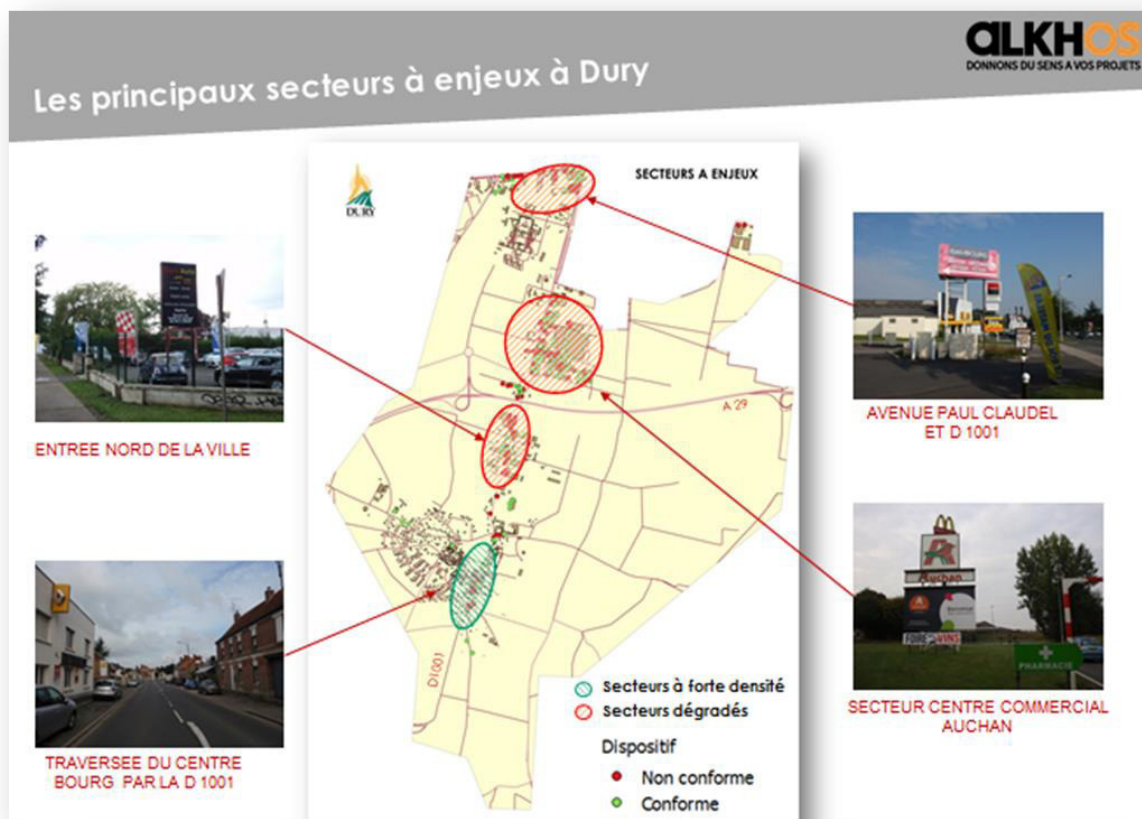 Les principaux secteurs à enjeux à Dury
ALKHOS
DONNONS DU SENS A VOS PROJETS
DURY
SECTEURS A ENJEUX
A 29
D1001
Secteurs à forte densité
Secteurs dégradés
Dispositif
Non conforme
Conforme
ENTREE NORD DE LA VILLE
TRAVERSEE DU CENTRE
BOURG PAR LA D 1001
AVENUE PAUL CLAUDEL
ET D 1001
Auchan
FOIRE VINS
PHARMACIE
SECTEUR CENTRE COMMERCIAL
AUCHAN